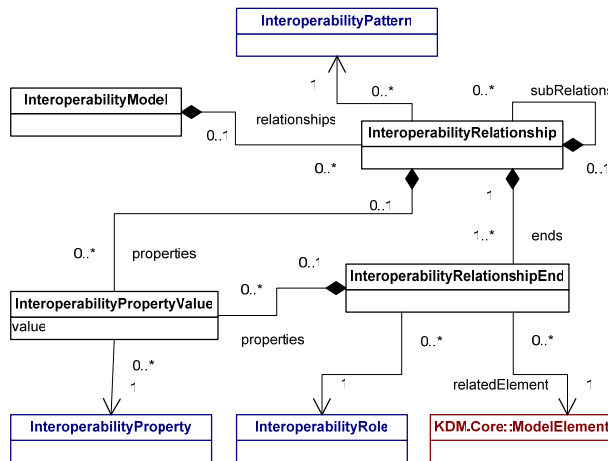 InteroperabilityPattern
1
0..*
0..*
subRelations
InteroperabilityModel
relationships
InteroperabilityRelationship
0..1
0..1
0..*
0..1
1
1..*
0..*
properties
ends
0..1
InteroperabilityRelationshipEnd
0..*
InteroperabilityPropertyValue
value
properties
0..*
0..*
0..*
1
1
relatedElement
1
InteroperabilityProperty
InteroperabilityRole
KDM.Core::ModelElement